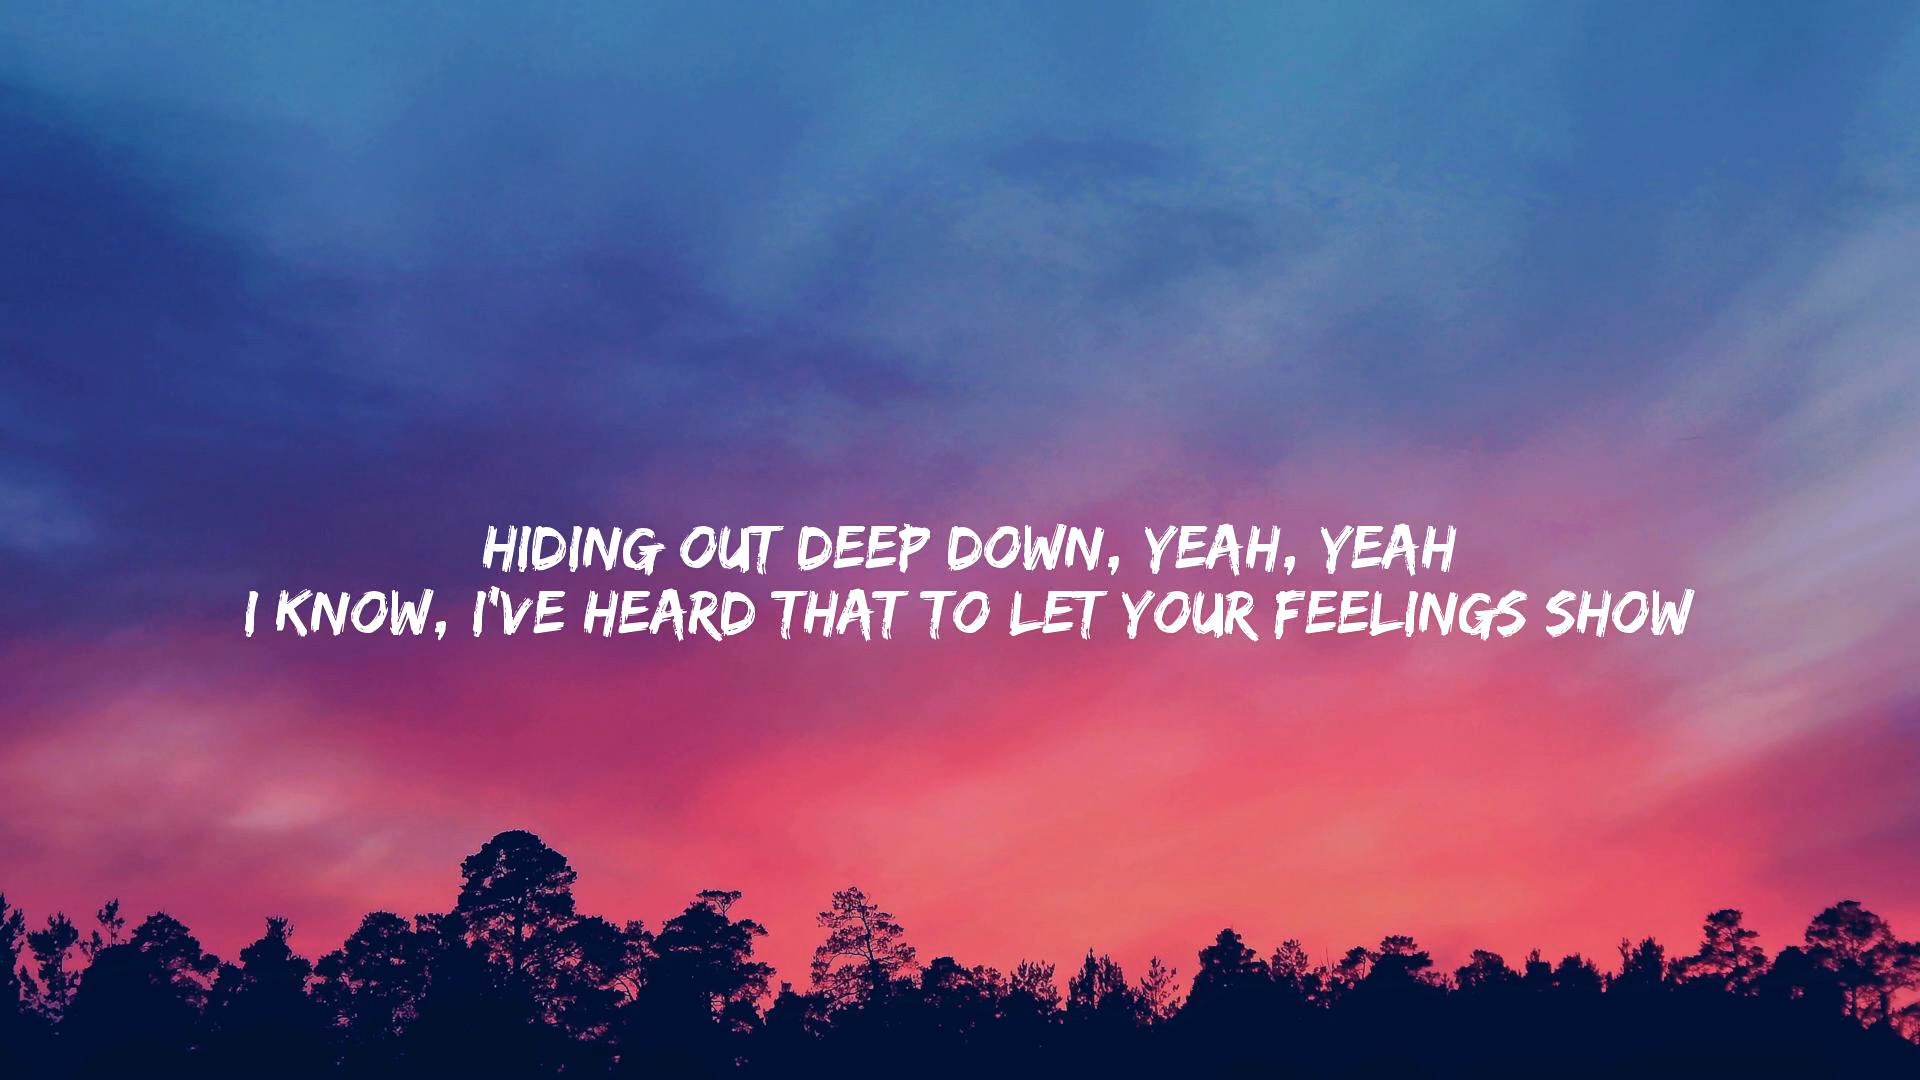 HIDING OUT DEEP DOWN, YEAH, YEAH
I KNOW, I'VE HEARD THAT TO LET YOUR FEELINGS SHOW